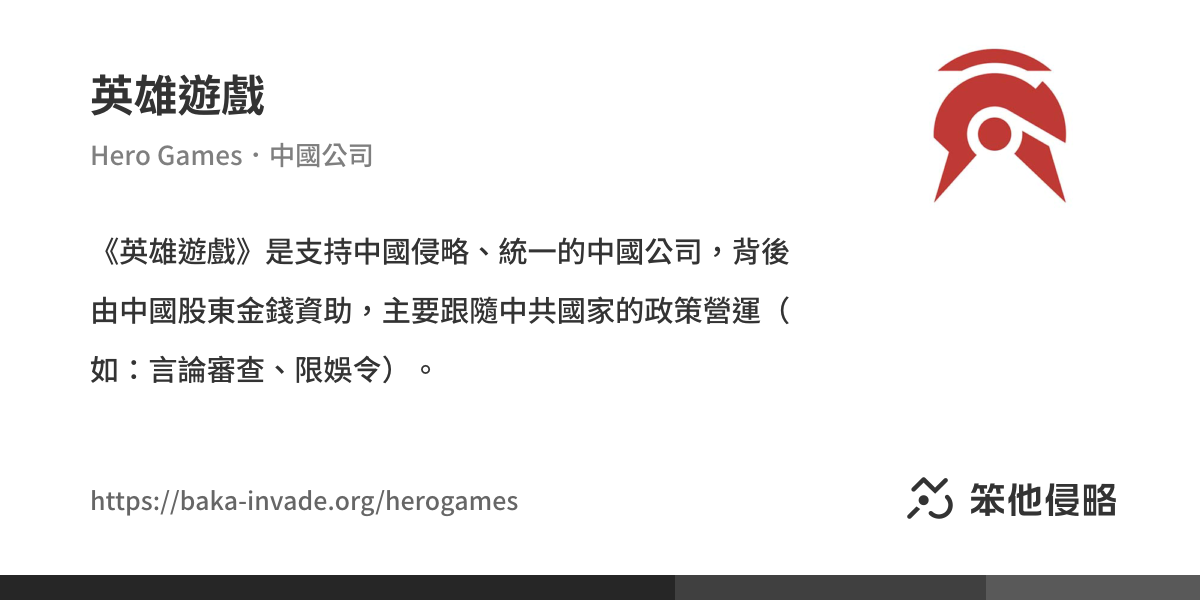 英雄遊戲
Hero Games・中國公司
《英雄遊戲》是支持中國侵略、統一的中國公司，背後
由中國股東金錢資助，主要跟隨中共國家的政策營運（
如：言論審查、限娛令）。
https://baka-invade.org/herogames
笨他侵略